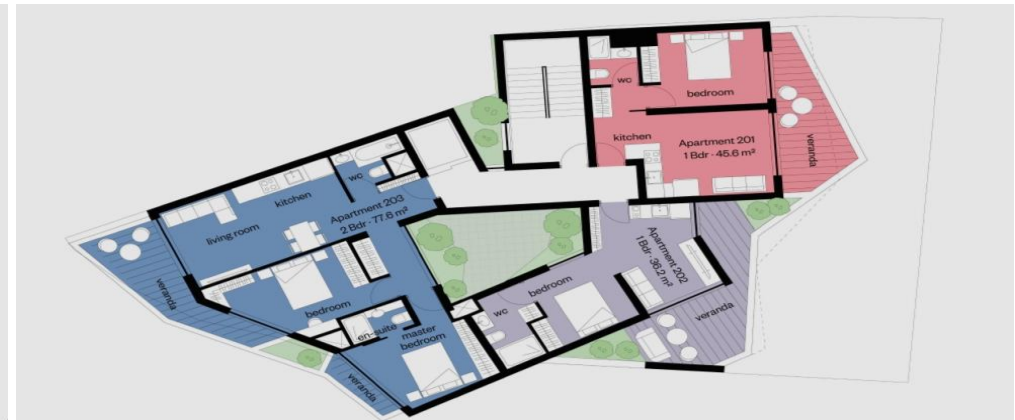 wc
bedroom
kitchen
Apartment 201
1 Bdr · 45.6 m²
veranda
wc
kitchen
Apartment 203
2 Bdr · 77.6 m²
living room
veranda
bedroom
en-suite
master
bedroom
veranda
Apartment 202
1 Bdr · 36.2 m²
bedroom
wc
veranda